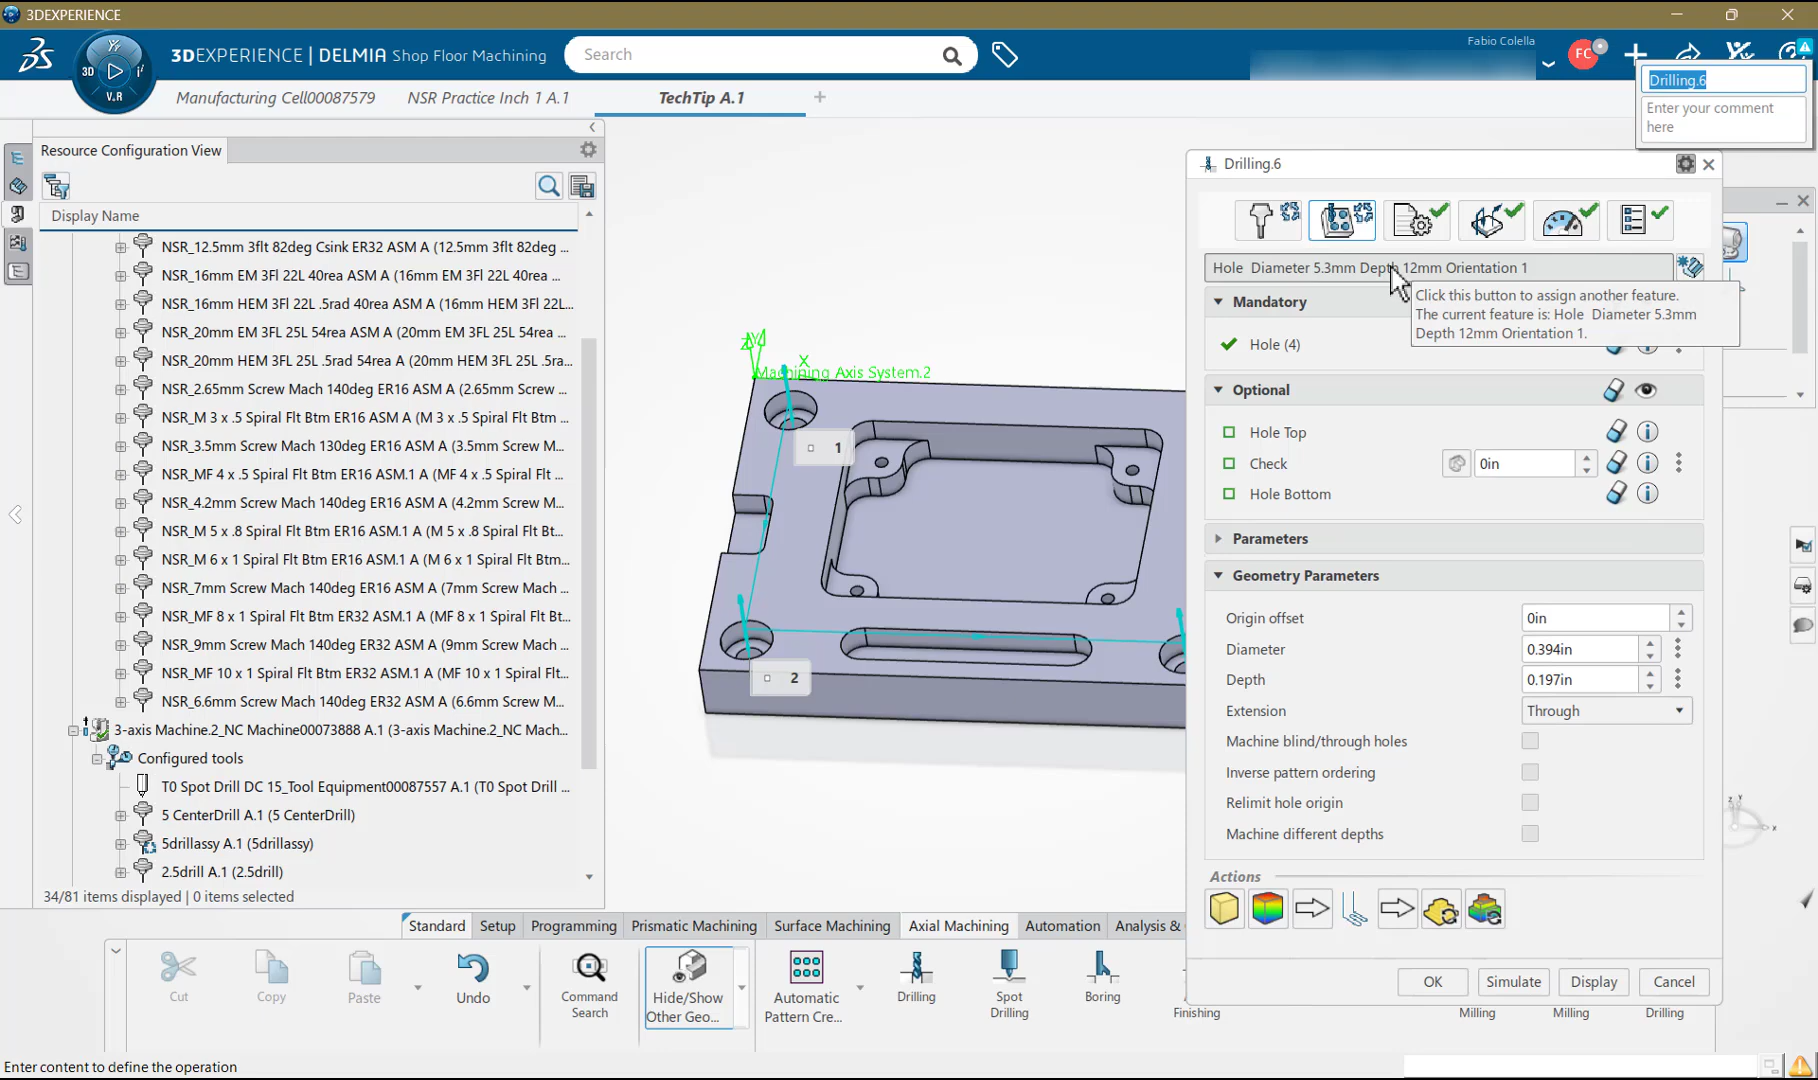 3DEXPERIENCE
3DEXPERIENCE | DELMIA Shop Floor Machining
Search
Fabio Colella
FC
3D
V.R
Drilling.6
Enter your comment here
Manufacturing Cell00087579
NSR Practice Inch 1 A.1
TechTip A.1
Resource Configuration View
Display Name
NSR_12.5mm 3flt 82deg Csink ER32 ASM A (12.5mm 3flt 82deg ...
NSR_16mm EM 3Fl 22L 40rea ASM A (16mm EM 3Fl 22L 40rea ...
NSR_16mm HEM 3Fl 22L .5rad 40rea ASM A (16mm HEM 3Fl 22L...
NSR_20mm EM 3FL 25L 54rea ASM A (20mm EM 3FL 25L 54rea ...
NSR_20mm HEM 3FL 25L .5rad 54rea A (20mm HEM 3FL 25L .5ra...
NSR_2.65mm Screw Mach 140deg ER16 ASM A (2.65mm Screw ...
NSR_M 3 x .5 Spiral Flt Btm ER16 ASM A (M 3 x .5 Spiral Flt Btm ...
NSR_3.5mm Screw Mach 130deg ER16 ASM A (3.5mm Screw M...
NSR_MF 4 x .5 Spiral Flt Btm ER16 ASM.1 A (MF 4 x .5 Spiral Flt ...
NSR_4.2mm Screw Mach 140deg ER16 ASM A (4.2mm Screw M...
NSR_M 5 x .8 Spiral Flt Btm ER16 ASM.1 A (M 5 x .8 Spiral Flt Bt...
NSR_M 6 x 1 Spiral Flt Btm ER16 ASM.1 A (M 6 x 1 Spiral Flt Btm...
NSR_7mm Screw Mach 140deg ER16 ASM A (7mm Screw Mach ...
NSR_MF 8 x 1 Spiral Flt Btm ER32 ASM.1 A (MF 8 x 1 Spiral Flt B...
NSR_9mm Screw Mach 140deg ER32 ASM A (9mm Screw Mach ...
NSR_MF 10 x 1 Spiral Flt Btm ER32 ASM.1 A (MF 10 x 1 Spiral Flt...
NSR_6.6mm Screw Mach 140deg ER32 ASM A (6.6mm Screw M...
3-axis Machine.2_NC Machine00073888 A.1 (3-axis Machine.2_NC Mach...
Configured tools
T0 Spot Drill DC 15_Tool Equipment00087557 A.1 (T0 Spot Drill ...
5 CenterDrill A.1 (5 CenterDrill)
5drillassy A.1 (5drillassy)
2.5drill A.1 (2.5drill)
34/81 items displayed | 0 items selected
X
Machining Axis System.2
1
2
Drilling.6
Hole Diameter 5.3mm Depth 12mm Orientation 1
Click this button to assign another feature.
The current feature is: Hole Diameter 5.3mm
Depth 12mm Orientation 1.
Mandatory
Hole (4)
Optional
Hole Top
Check 0in
Hole Bottom
Parameters
Geometry Parameters
Origin offset 0in
Diameter 0.394in
Depth 0.197in
Extension Through
Machine blind/through holes
Inverse pattern ordering
Relimit hole origin
Machine different depths
Actions
OK Simulate Display Cancel
Standard Setup Programming Prismatic Machining Surface Machining Axial Machining Automation Analysis &
Cut
Copy
Paste
Undo
Command Search
Hide/Show Other Geo...
Automatic Pattern Cre...
Drilling
Spot Drilling
Boring
Finishing
Milling
Milling
Drilling
Enter content to define the operation